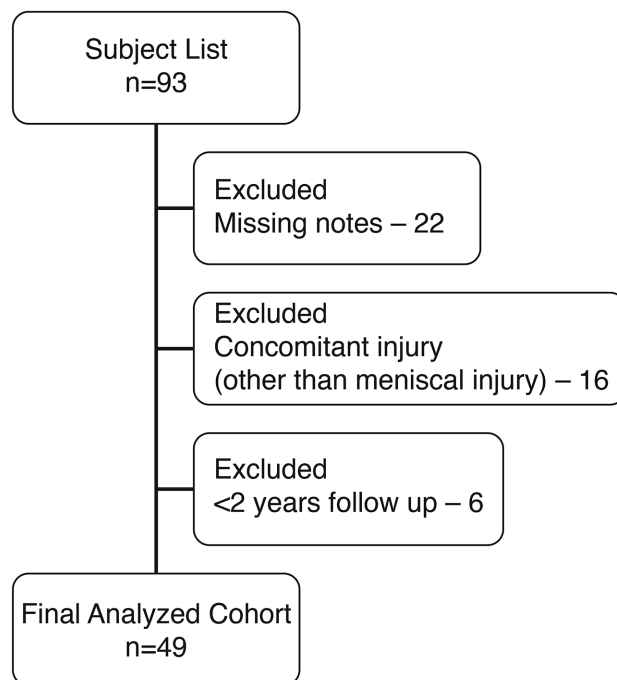 Subject List
n=93
Excluded
Missing notes – 22
Excluded
Concomitant injury
(other than meniscal injury) – 16
Excluded
<2 years follow up – 6
Final Analyzed Cohort
n=49